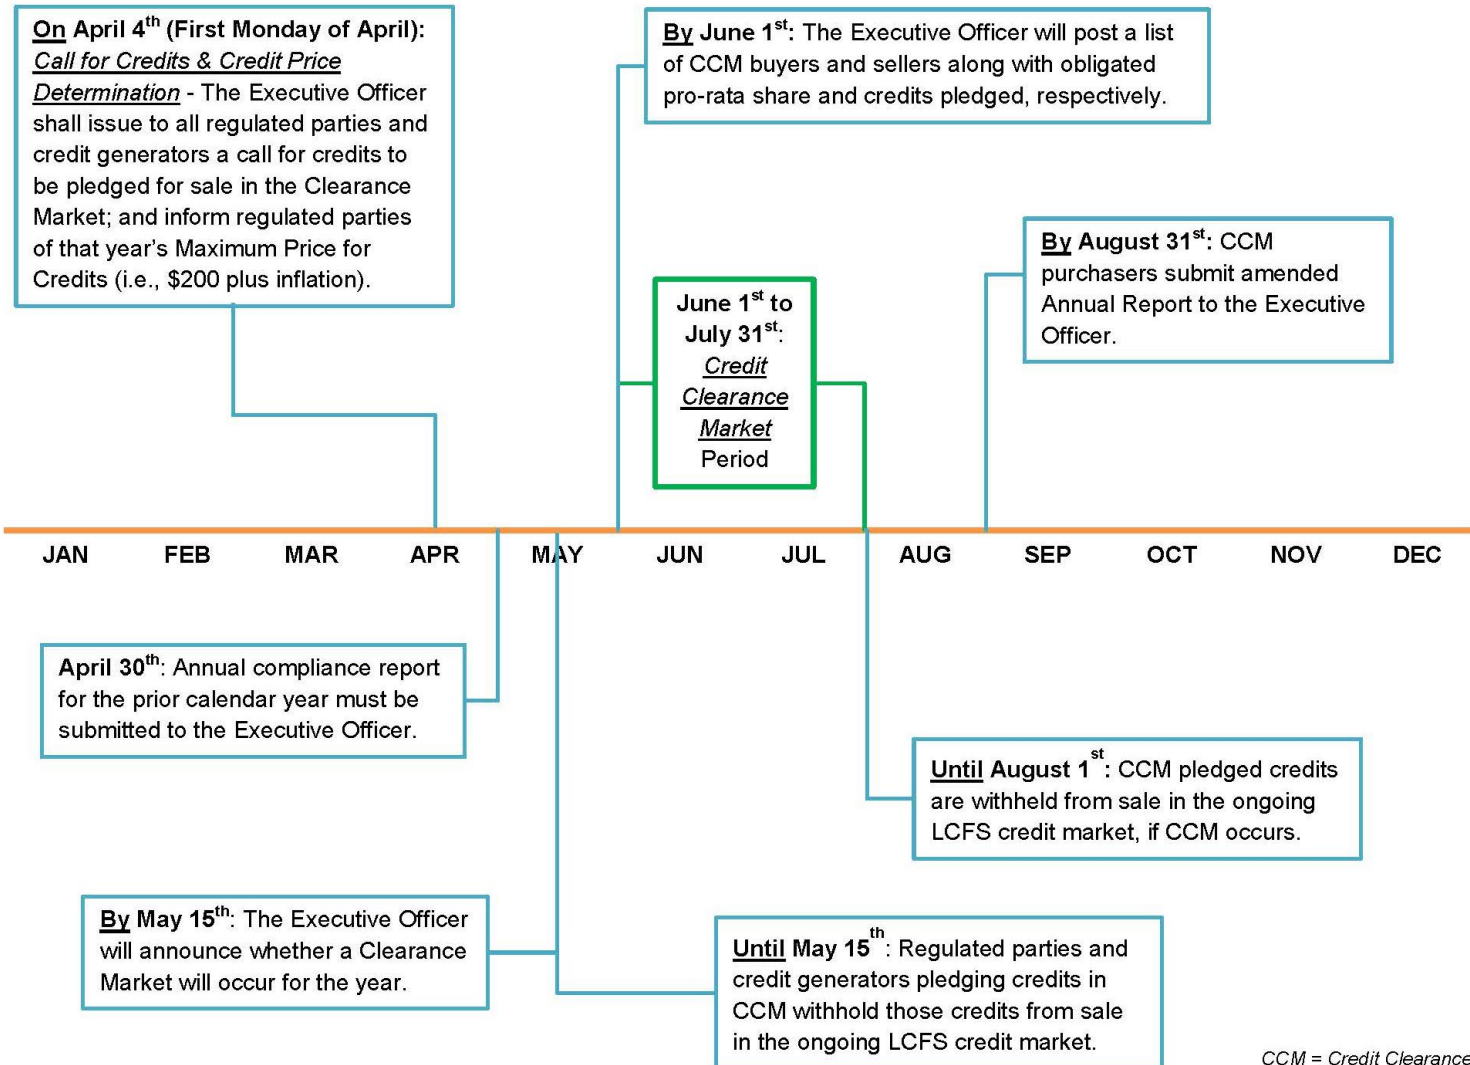 On April 4th (First Monday of April):
Call for Credits & Credit Price
Determination - The Executive Officer
shall issue to all regulated parties and
credit generators a call for credits to
be pledged for sale in the Clearance
Market; and inform regulated parties
of that year's Maximum Price for
Credits (i.e., $200 plus inflation).
By June 1st: The Executive Officer will post a list
of CCM buyers and sellers along with obligated
pro-rata share and credits pledged, respectively.
By August 31st: CCM
purchasers submit amended
Annual Report to the Executive
Officer.
June 1st to
July 31st:
Credit
Clearance
Market
Period
JAN FEB MAR APR MAY JUN JUL AUG SEP OCT NOV DEC
April 30th: Annual compliance report
for the prior calendar year must be
submitted to the Executive Officer.
Until August 1st: CCM pledged credits
are withheld from sale in the ongoing
LCFS credit market, if CCM occurs.
By May 15th: The Executive Officer
will announce whether a Clearance
Market will occur for the year.
Until May 15th: Regulated parties and
credit generators pledging credits in
CCM withhold those credits from sale
in the ongoing LCFS credit market.
CCM = Credit Clearance